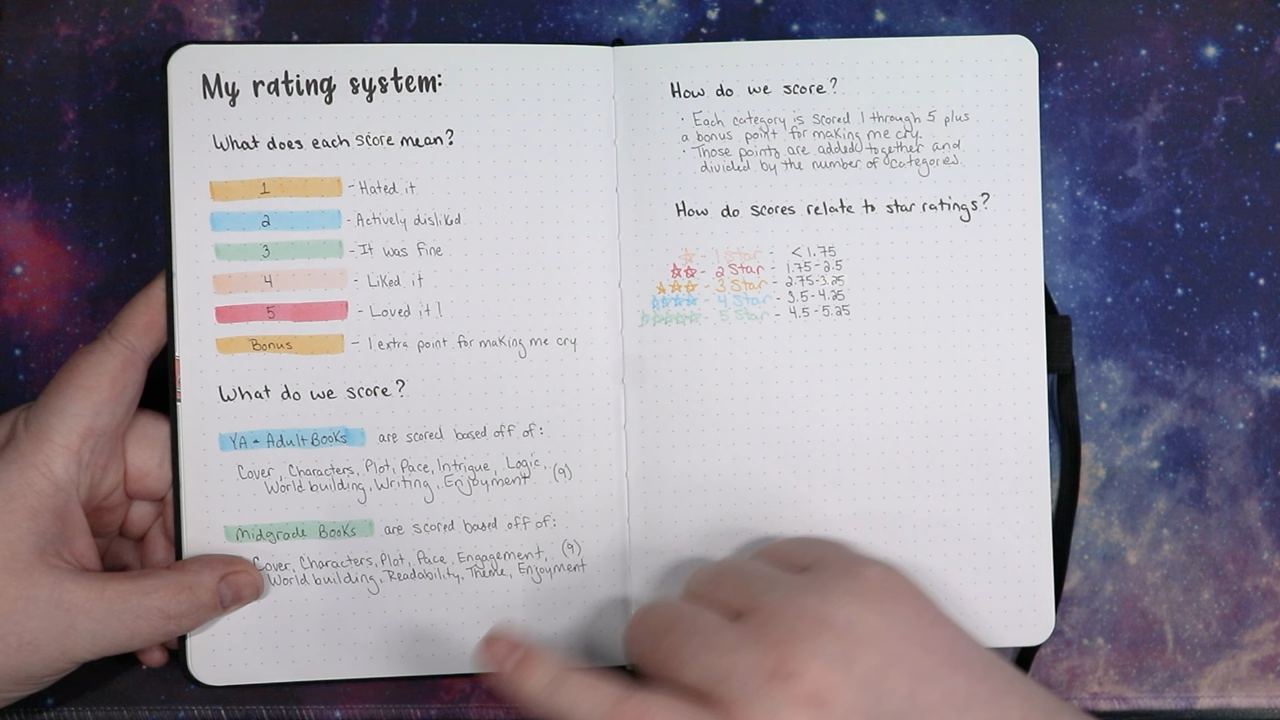 My rating system:
What does each score mean?
1 - Hated it
2 - Actively disliked
3 - It was fine
4 - Liked it
5 - Loved it!
Bonus - 1 extra point for making me cry
What do we score?
YA - Adult Books are scored based off of:
Cover, Characters, Plot, Pace, Intrigue, Logic,
World building, Writing, Enjoyment (9)
Midgrade Books are scored based off of:
Cover, Characters, Plot, Pace, Engagement, (9)
World building, Readability, Theme, Enjoyment
How do we score?
· Each category is scored 1 through 5 plus
a bonus point for making me cry.
· Those points are added together and
divided by the number of categories.
How do scores relate to star ratings?
1 Star - < 1.75
2 Star - 1.75 - 2.5
3 Star - 2.75 - 3.25
4 Star - 3.5 - 4.25
5 Star - 4.5 - 5.25